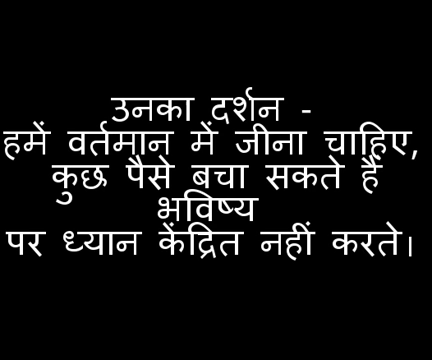 उनका दर्शन -
हमें वर्तमान में जीना चाहिए,
कुछ पैसे बचा सकते हैं
भविष्य
पर ध्यान केंद्रित नहीं करते।